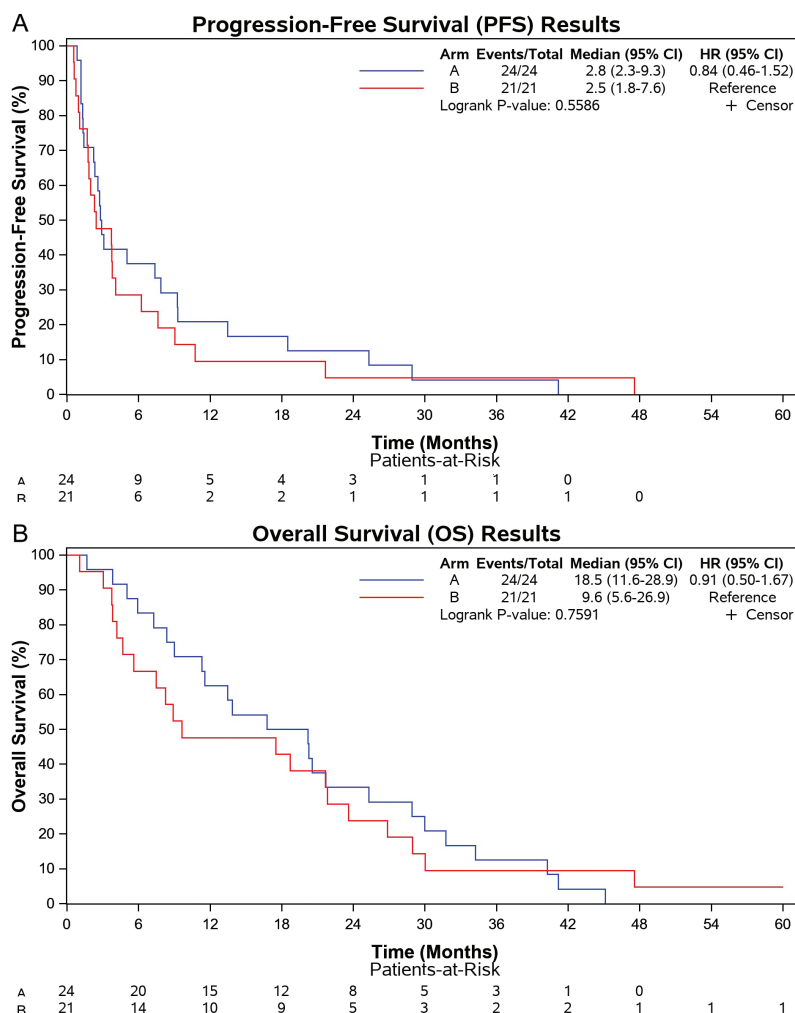 A
Progression-Free Survival (PFS) Results
Arm Events/Total Median (95% CI) HR (95% CI)
A 24/24 2.8 (2.3-9.3) 0.84 (0.46-1.52)
B 21/21 2.5 (1.8-7.6) Reference
Logrank P-value: 0.5586 + Censor
Progression-Free Survival (%)
100
90
80
70
60
50
40
30
20
10
0
0 6 12 18 24 30 36 42 48 54 60
Time (Months)
Patients-at-Risk
A 24 9 5 4 3 1 1 0
B 21 6 2 2 1 1 1 1 0
B
Overall Survival (OS) Results
Arm Events/Total Median (95% CI) HR (95% CI)
A 24/24 18.5 (11.6-28.9) 0.91 (0.50-1.67)
B 21/21 9.6 (5.6-26.9) Reference
Logrank P-value: 0.7591 + Censor
Overall Survival (%)
100
90
80
70
60
50
40
30
20
10
0
0 6 12 18 24 30 36 42 48 54 60
Time (Months)
Patients-at-Risk
A 24 20 15 12 8 5 3 1 0
B 21 14 10 9 5 3 2 2 1 1 1